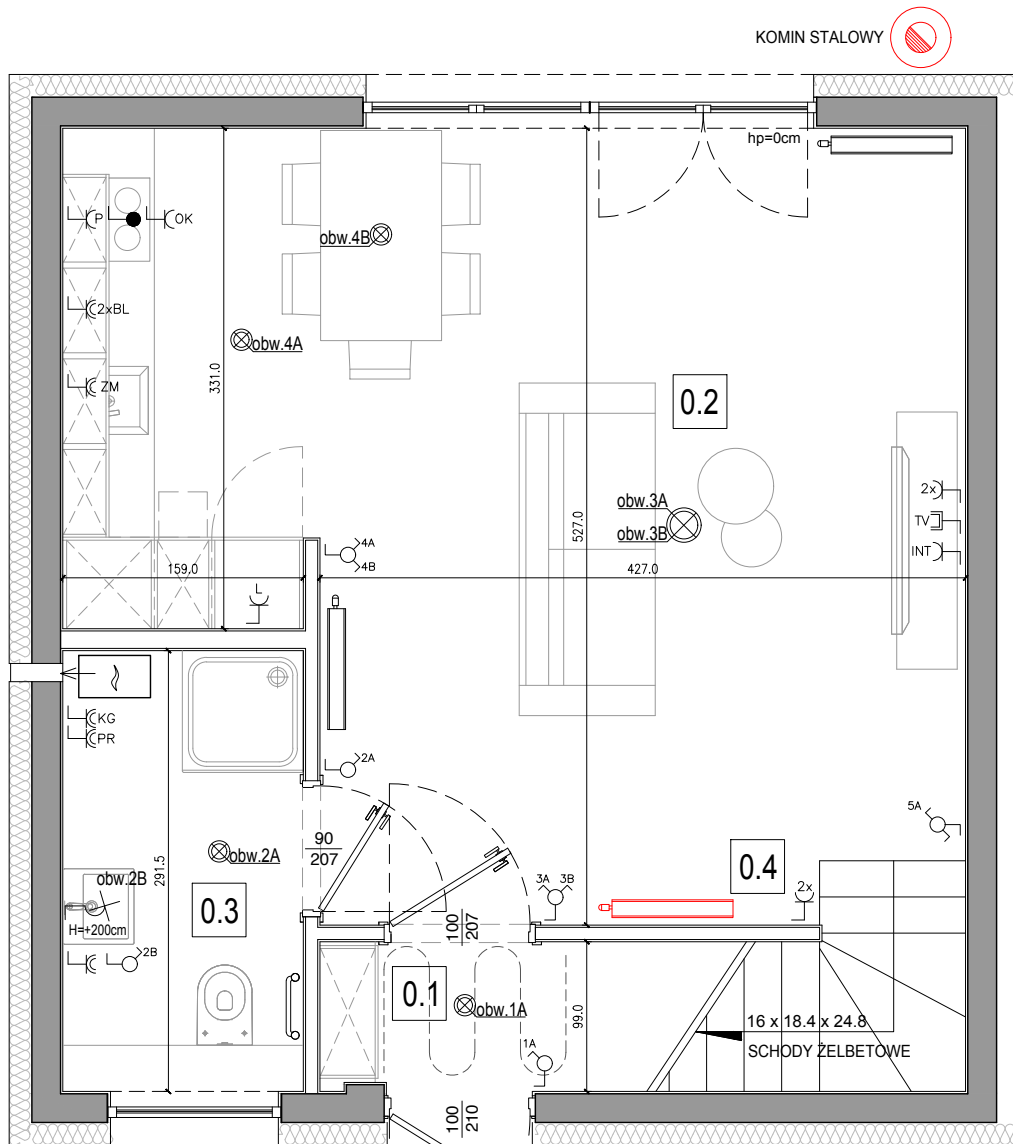 KOMIN STALOWY
hp=0cm
P
OK
obw.4B
2xBL
obw.4A
ZM
331.0
0.2
527.0
obw.3A
obw.3B
2x
TV
INT
4A
4B
159.0
427.0
L
KG
PR
2A
5A
90
207
obw.2A
291.5
0.4
2x
obw.2B
0.3
3A 3B
H=+200cm
100
207
2B
0.1
obw.1A
99.0
16 x 18.4 x 24.8
SCHODY ŻELBETOWE
1A
100
210